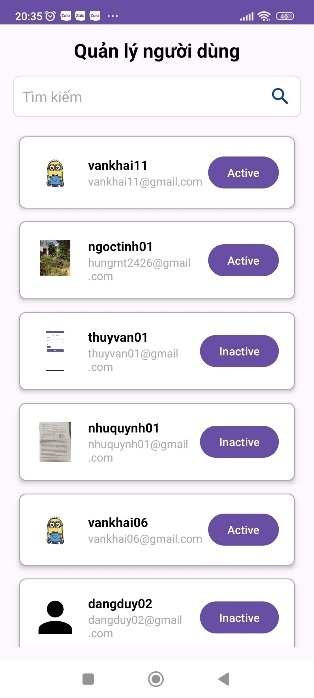 20:35
Quản lý người dùng
Tìm kiếm
vankhai11
vankhai11@gmail.com
Active
ngoctinh01
hungmt2426@gmail
.com
Active
thuyvan01
thuyvan01@gmail
.com
Inactive
nhuquynh01
nhuquynh01@gmail
.com
Inactive
vankhai06
vankhai06@gmail.com
Active
dangduy02
dangduy02@gmail
.com
Inactive